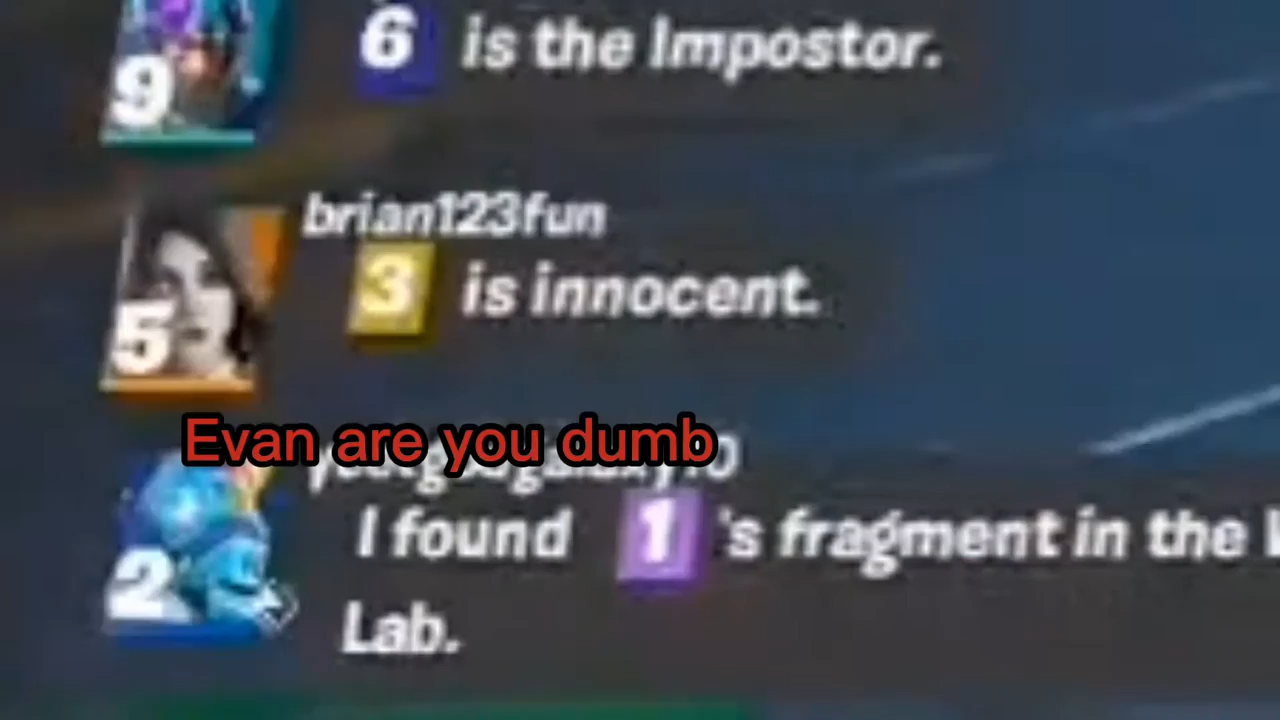 9
6 is the Impostor.
brian123fun
3 is innocent.
5
Evan are you dumb
I found 1 's fragment in the
2
Lab.